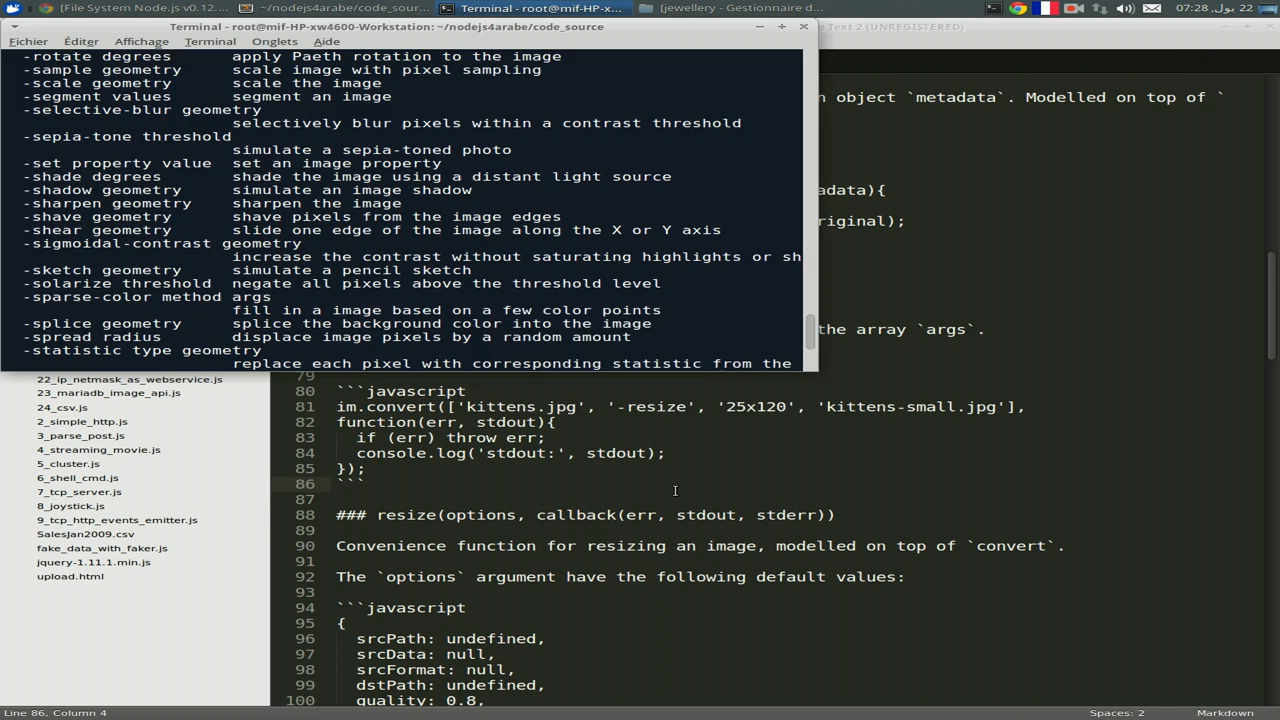 [File System Node.js v0.12....
~/nodejs4arabe/code_sour...
Terminal - root@mif-HP-xw4600-W...
[jewellery - Gestionnaire d...
07:28 ,يول 22
Terminal - root@mif-HP-xw4600-Workstation: ~/nodejs4arabe/code_source
Text 2 (UNREGISTERED)
Fichier Éditer Affichage Terminal Onglets Aide
-rotate degrees apply Paeth rotation to the image
-sample geometry scale image with pixel sampling
-scale geometry scale the image
-segment values segment an image
-selective-blur geometry
selectively blur pixels within a contrast threshold
-sepia-tone threshold
simulate a sepia-toned photo
-set property value set an image property
-shade degrees shade the image using a distant light source
-shadow geometry simulate an image shadow
-sharpen geometry sharpen the image
-shave geometry shave pixels from the image edges
-shear geometry slide one edge of the image along the X or Y axis
-sigmoidal-contrast geometry
increase the contrast without saturating highlights or sh
-sketch geometry simulate a pencil sketch
-solarize threshold negate all pixels above the threshold level
-sparse-color method args
fill in a image based on a few color points
-splice geometry splice the background color into the image
-spread radius displace image pixels by a random amount
-statistic type geometry
replace each pixel with corresponding statistic from the
n object `metadata`. Modelled on top of `
adata){
riginal);
the array `args`.
22_ip_netmask_as_webservice.js
23_mariadb_image_api.js
24_csv.js
2_simple_http.js
3_parse_post.js
4_streaming_movie.js
5_cluster.js
6_shell_cmd.js
7_tcp_server.js
8_joystick.js
9_tcp_http_events_emitter.js
SalesJan2009.csv
fake_data_with_faker.js
jquery-1.11.1.min.js
upload.html
79
80 ```javascript
81 im.convert(['kittens.jpg', '-resize', '25x120', 'kittens-small.jpg'],
82 function(err, stdout){
83 if (err) throw err;
84 console.log('stdout:', stdout);
85 });
86 ```
87
88 ### resize(options, callback(err, stdout, stderr))
89
90 Convenience function for resizing an image, modelled on top of `convert`.
91
92 The `options` argument have the following default values:
93
94 ```javascript
95 {
96 srcPath: undefined,
97 srcData: null,
98 srcFormat: null,
99 dstPath: undefined,
100 quality: 0.8,
Line 86, Column 4
Spaces: 2
Markdown